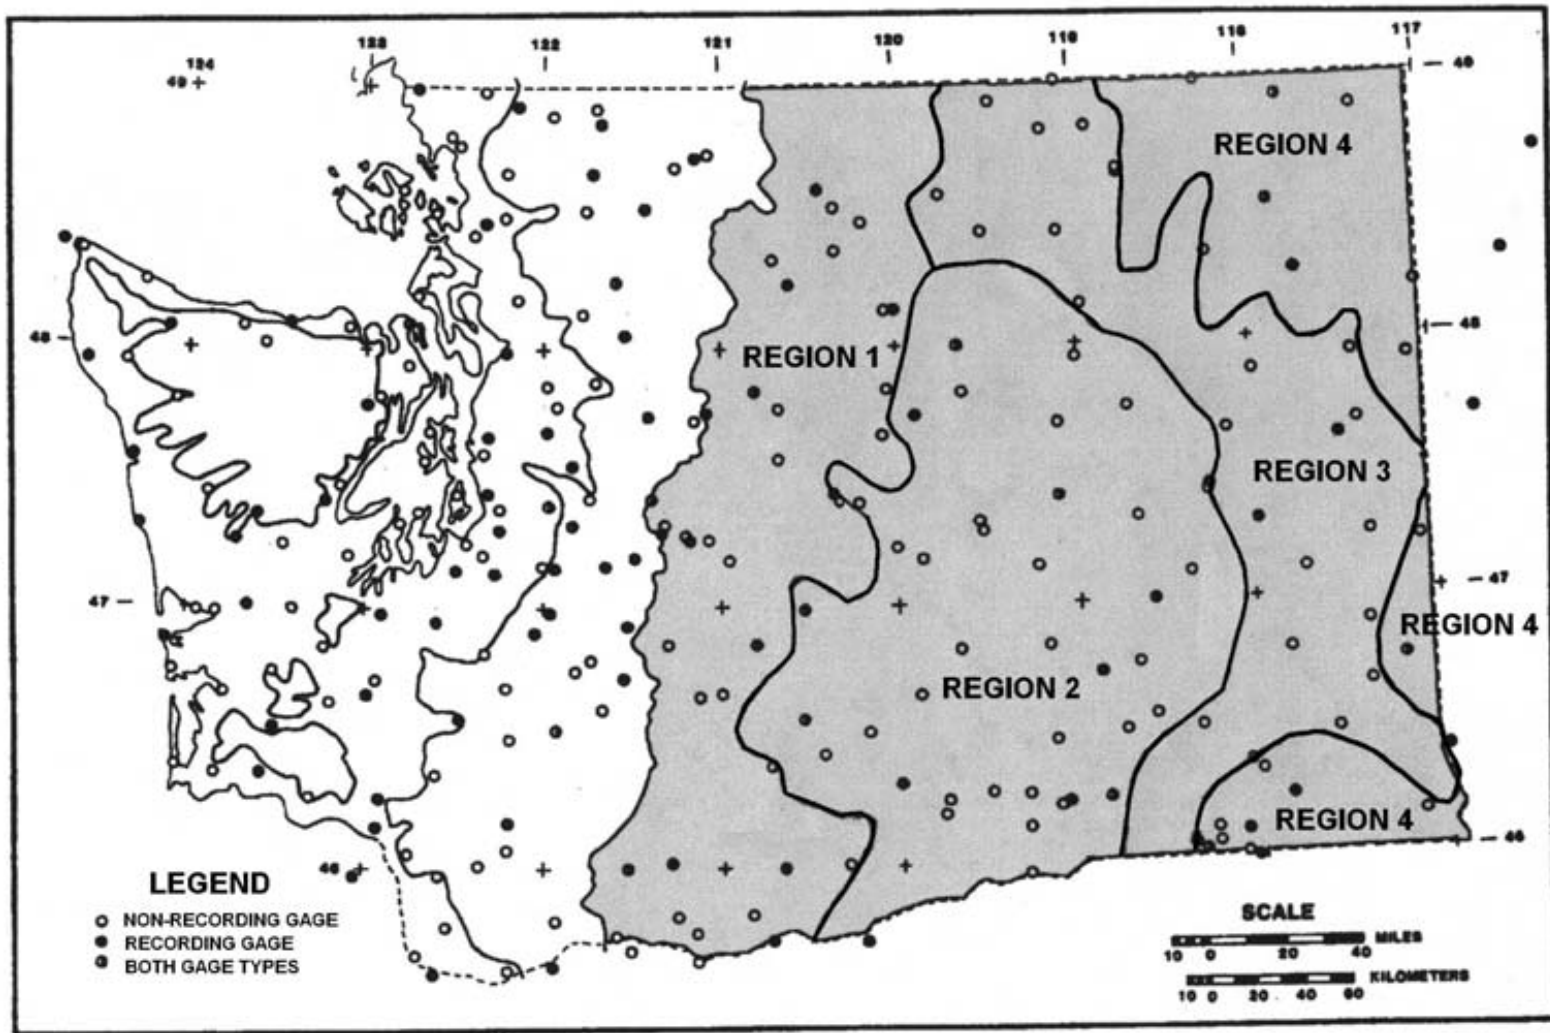 124
123
122
121
120
119
118
117
49
49
REGION 4
48
48
REGION 1
REGION 3
47
47
REGION 4
REGION 2
REGION 4
46
46
LEGEND
NON-RECORDING GAGE
RECORDING GAGE
BOTH GAGE TYPES
SCALE
MILES
10 0 20 40
KILOMETERS
10 0 20 40 60